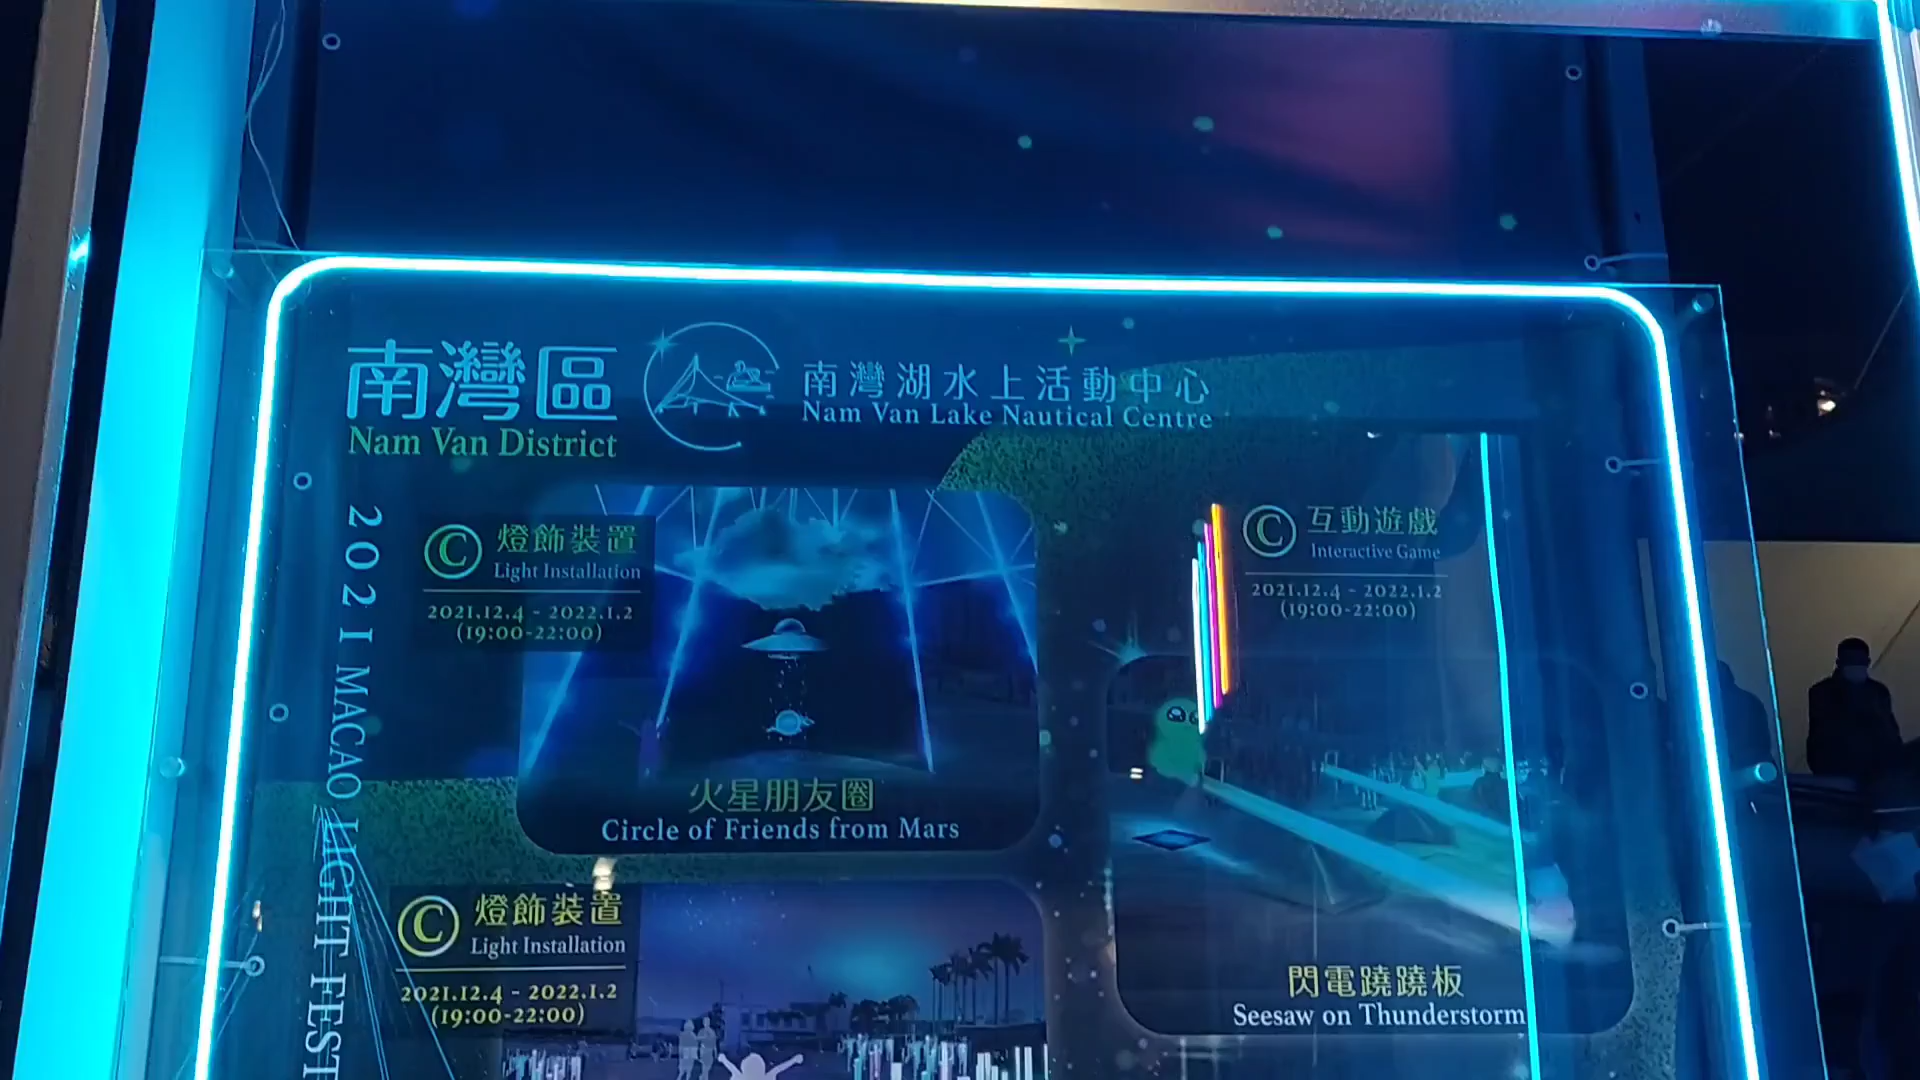 南灣區
Nam Van District
南灣湖水上活動中心
Nam Van Lake Nautical Centre
2021 MACAO LIGHT FEST
C 燈飾裝置
Light Installation
2021.12.4 - 2022.1.2
(19:00-22:00)
火星朋友圈
Circle of Friends from Mars
C 互動遊戲
Interactive Game
2021.12.4 - 2022.1.2
(19:00-22:00)
閃電蹺蹺板
Seesaw on Thunderstorm
C 燈飾裝置
Light Installation
2021.12.4 - 2022.1.2
(19:00-22:00)